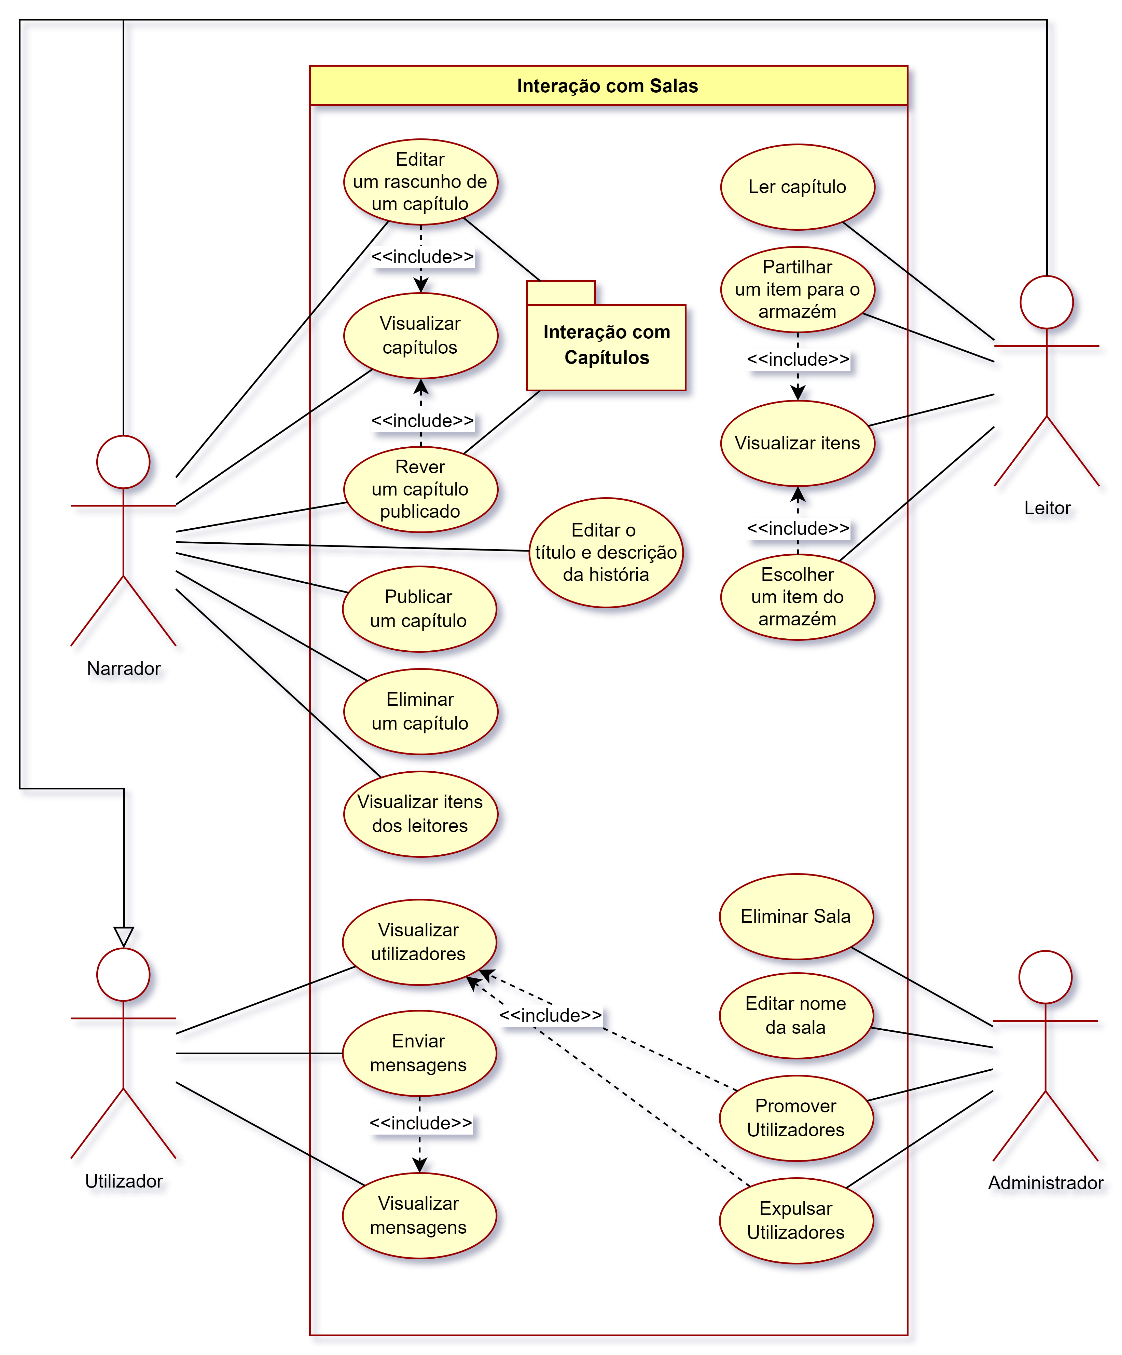 Interação com Salas
Editar
um rascunho de
um capítulo
<<include>>
Visualizar
capítulos
<<include>>
Rever
um capítulo
publicado
Interação com
Capítulos
Editar o
título e descrição
da história
Publicar
um capítulo
Eliminar
um capítulo
Visualizar itens
dos leitores
Narrador
Ler capítulo
Partilhar
um item para o
armazém
<<include>>
Visualizar itens
<<include>>
Escolher
um item do
armazém
Leitor
Visualizar
utilizadores
Enviar
mensagens
<<include>>
Visualizar
mensagens
Utilizador
<<include>>
Eliminar Sala
Editar nome
da sala
Promover
Utilizadores
Expulsar
Utilizadores
Administrador